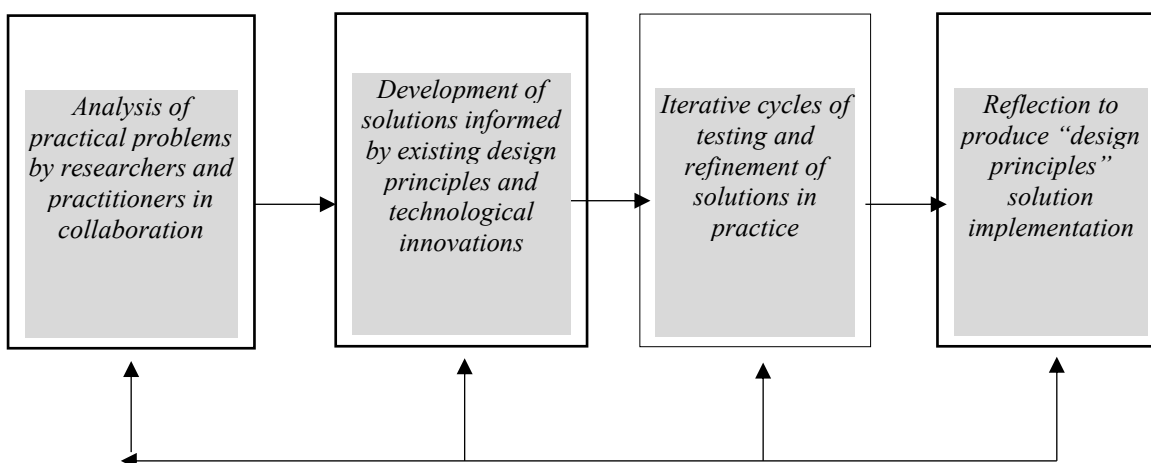 Analysis of
practical problems
by researchers and
practitioners in
collaboration
Development of
solutions informed
by existing design
principles and
technological
innovations
Iterative cycles of
testing and
refinement of
solutions in
practice
Reflection to
produce “design
principles”
solution
implementation